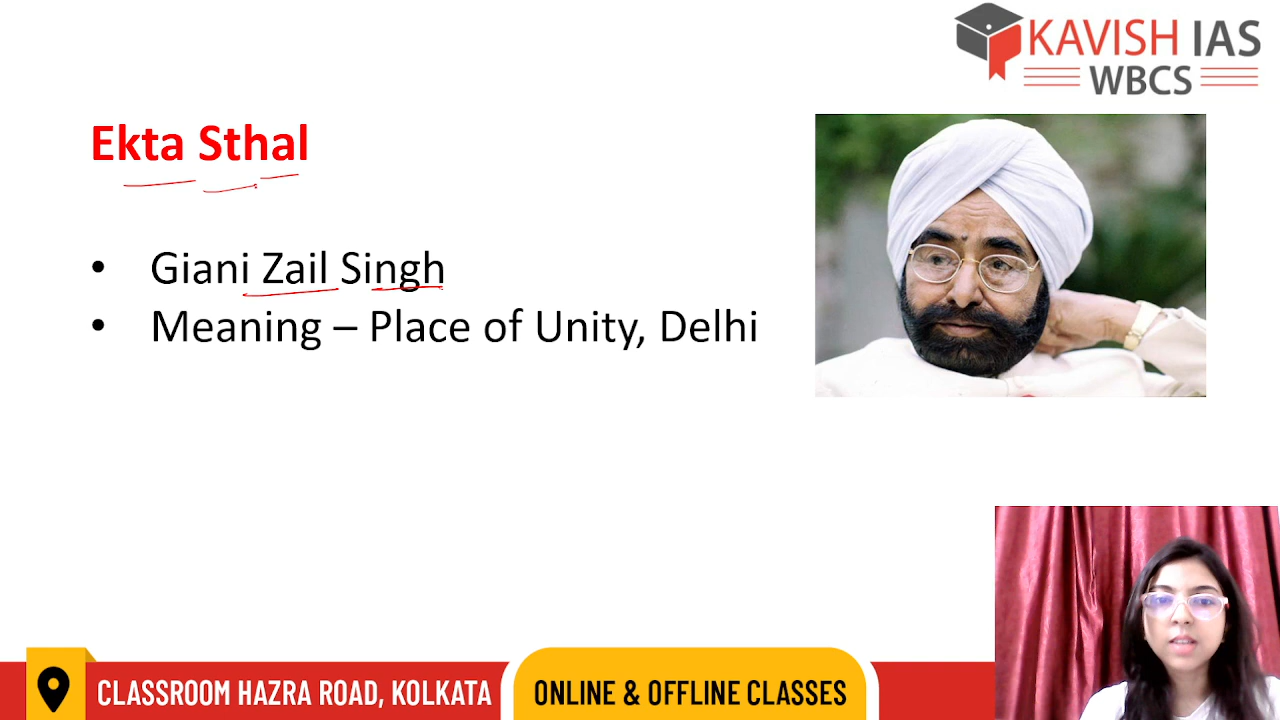 KAVISH IAS
WBCS
Ekta Sthal
• Giani Zail Singh
• Meaning – Place of Unity, Delhi
CLASSROOM HAZRA ROAD, KOLKATA
ONLINE & OFFLINE CLASSES